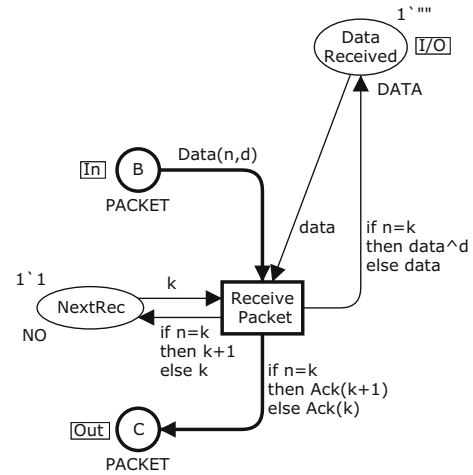 1`""
Data
Received
I/O
DATA
Data(n,d)
In
B
PACKET
data
if n=k
then data^d
else data
1`1
k
NextRec
Receive
Packet
NO
if n=k
then k+1
else k
if n=k
then Ack(k+1)
else Ack(k)
Out
C
PACKET